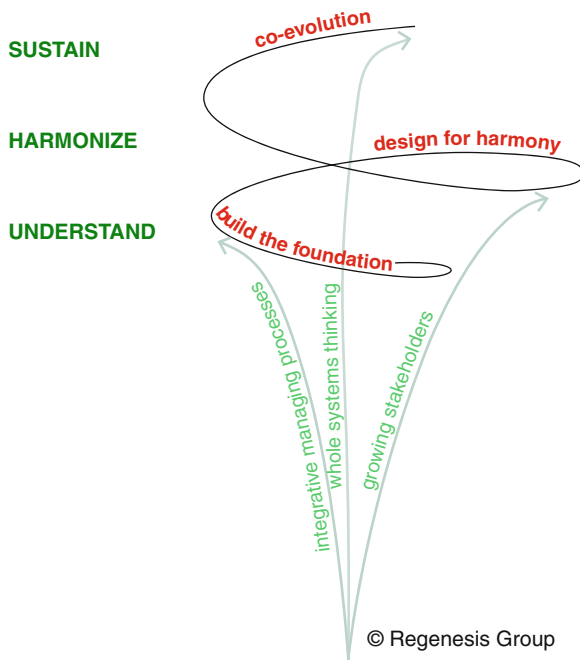 co-evolution
SUSTAIN
HARMONIZE
design for harmony
UNDERSTAND
build the foundation
integrative managing processes
whole systems thinking
growing stakeholders
© Regenesis Group